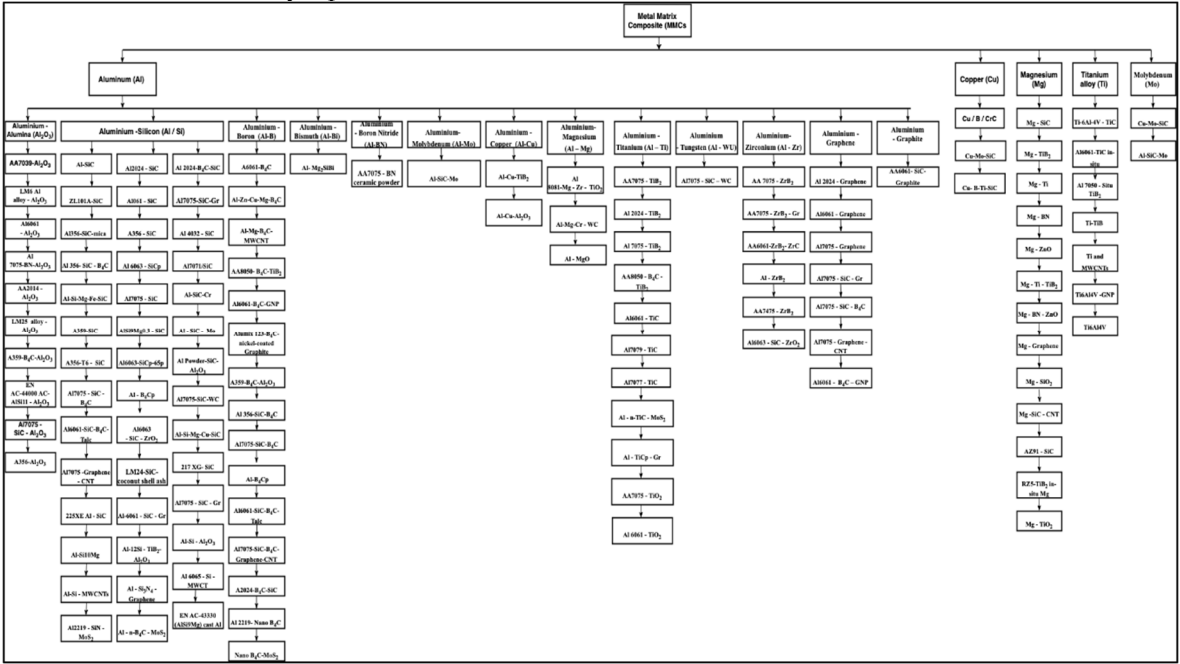 Metal Matrix
Composite (MMCs
Aluminum (Al)
Copper (Cu)
Magnesium
(Mg)
Titanium
alloy (Ti)
Molybdenum
(Mo)
Aluminium -
Alumina (Al₂O₃)
AA7039-Al₂O₃
LM6 Al
alloy - Al₂O₃
Al6061
- Al₂O₃
Al
7075-BN-Al₂O₃
AA2014 -
Al₂O₃
LM25 alloy -
Al₂O₃
A359-B₄C-Al₂O₃
EN
AC-44000 AC-
AlSi11 - Al₂O₃
Al7075 -
SiC - Al₂O₃
A356-Al₂O₃
Aluminium -Silicon (Al / Si)
Al-SiC
ZL101A-SiC
Al356-SiC-mica
Al 356- SiC - B₄C
Al-Si-Mg-Fe-SiC
A359-SiC
A356-T6 - SiC
Al7075 - SiC -
B₄C
Al6061-SiC-B₄C-
Talc
Al7075 -Graphene
- CNT
225XE Al - SiC
Al-Si10Mg
Al-Si - MWCNTs
Al2219 - SiN -
MoS₂
Al2024 - SiC
Al061 - SiC
A356 - SiC
Al 6063 - SiCp
Al7075 - SiC
AlSi9Mg0.3 - SiC
Al6063-SiCp-65p
Al - B₄Cp
Al6063
- SiC - ZrO₂
LM24-SiC-
coconut shell ash
Al-6061 - SiC - Gr
Al-12Si - TiB₂-
Al₂O₃
Al - Si₃N₄ -
Graphene
Al - n-B₄C - MoS₂
Al 2024-B₄C-SiC
Al7075-SiC-Gr
Al 4032 - SiC
Al7071/SiC
Al-SiC-Cr
Al - SiC - Mo
Al Powder-SiC-
Al₂O₃
Al7075-SiC-WC
Al-Si-Mg-Cu-SiC
217 XG- SiC
Al7075 - SiC - Gr
Al-Si - Al₂O₃
Al 6065 - Si -
MWCT
EN AC-43330
(AlSi9Mg) cast Al
Aluminium -
Boron (Al-B)
A6061-B₄C
Al-Zn-Cu-Mg-B₄C
Al-Mg-B₄C-
MWCNT
AA8050- B₄C-TiB₂
Al6061-B₄C-GNP
Alumix 123-B₄C-
nickel-coated
Graphite
A359-B₄C-Al₂O₃
Al 356-SiC-B₄C
Al7075-SiC-B₄C
Al-B₄Cp
Al6061-SiC-B₄C-
Talc
Al7075-SiC-B₄C-
Graphene-CNT
A2024-B₄C-SiC
Al 2219- Nano B₄C
Nano B₄C-MoS₂
Aluminium -
Bismuth (Al-Bi)
Al- Mg₂SiBi
Aluminium
- Boron Nitride
(Al-BN)
AA7075 - BN
ceramic powder
Aluminium-
Molybdenum (Al-Mo)
Al-SiC-Mo
Aluminium -
Copper (Al-Cu)
Al-Cu-TiB₂
Al-Cu-Al₂O₃
Aluminium-
Magnesium
(Al – Mg)
Al
8081-Mg - Zr - TiO₂
Al-Mg-Cr - WC
Al - MgO
Aluminium -
Titanium (Al – Ti)
AA7075 - TiB₂
Al 2024 - TiB₂
Al 7075 - TiB₂
AA8050 - B₄C -
TiB₂
Al6061 - TiC
Al7079 - TiC
Al7077 - TiC
Al - n-TiC - MoS₂
Al - TiCp - Gr
AA7075 - TiO₂
Al 6061 - TiO₂
Aluminium
- Tungsten (Al - WU)
Al7075 - SiC – WC
Aluminium-
Zirconium (Al - Zr)
AA 7075 - ZrB₂
AA7075 - ZrB₂ - Gr
AA6061-ZrB₂- ZrC
Al - ZrB₂
AA7475 - ZrB₂
Al6063 - SiC - ZrO₂
Aluminium -
Graphene
Al 2024 - Graphene
Al6061 - Graphene
Al7075 - Graphene
Al7075 - SiC - Gr
Al7075 - SiC - B₄C
Al7075 - Graphene -
CNT
Al6061 - B₄C – GNP
Aluminium
- Graphite
AA6061- SiC-
Graphite
Cu / B / CrC
Cu-Mo-SiC
Cu- B-Ti-SiC
Mg - SiC
Mg - TiB₂
Mg - Ti
Mg - BN
Mg - ZnO
Mg - Ti - TiB₂
Mg - BN - ZnO
Mg - Graphene
Mg - SiO₂
Mg -SiC - CNT
AZ91 - SiC
RZ5-TiB₂ in-
situ Mg
Mg - TiO₂
Ti-6Al-4V - TiC
Al6061-TiC in-
situ
Al 7050 - Situ
TiB₂
Ti-TiB
Ti and
MWCNTs
Ti6Al4V -GNP
Ti6Al4V
Cu-Mo-SiC
Al-SiC-Mo